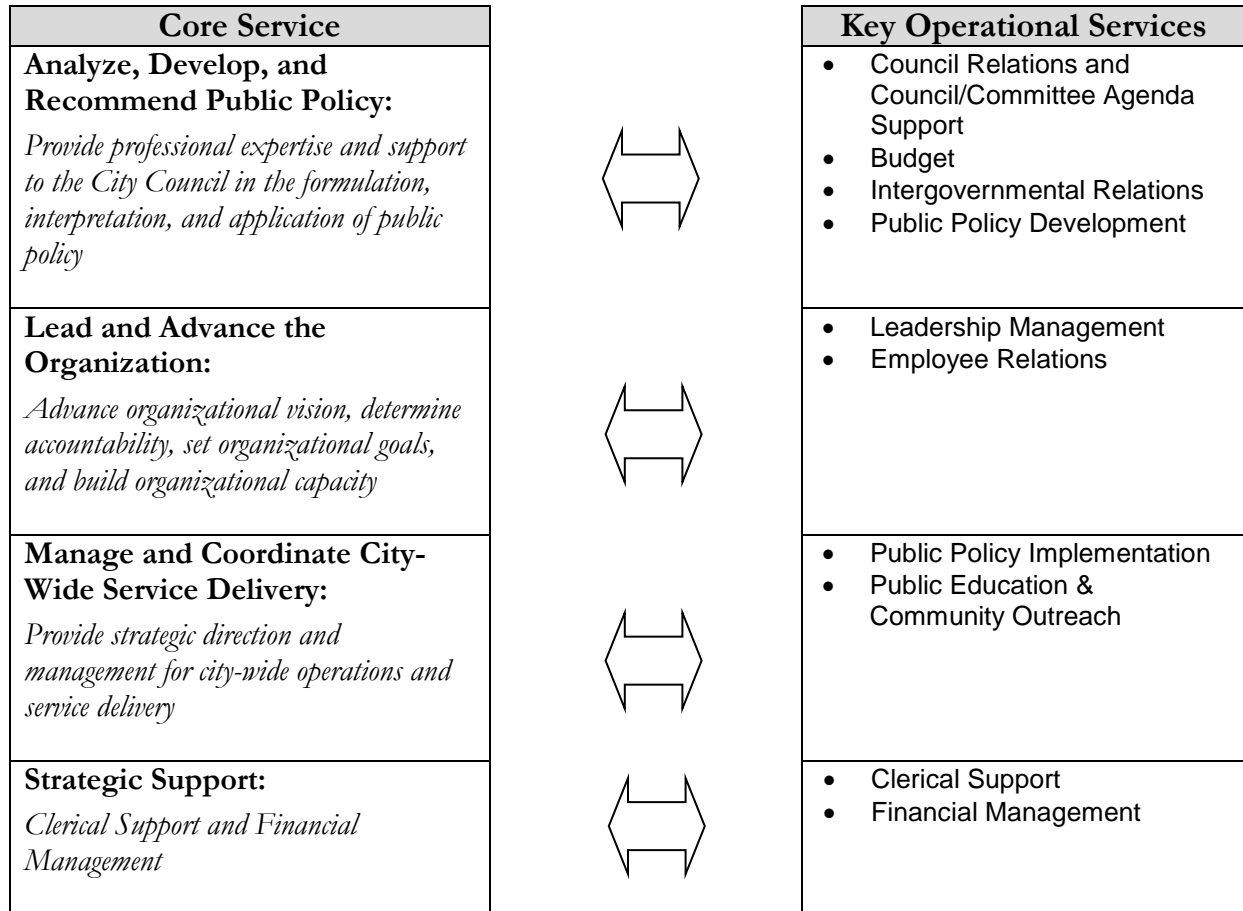 Core Service
Key Operational Services
Analyze, Develop, and
Recommend Public Policy:
Provide professional expertise and support
to the City Council in the formulation,
interpretation, and application of public
policy
• Council Relations and
Council/Committee Agenda
Support
• Budget
• Intergovernmental Relations
• Public Policy Development
Lead and Advance the
Organization:
Advance organizational vision, determine
accountability, set organizational goals,
and build organizational capacity
• Leadership Management
• Employee Relations
Manage and Coordinate City-
Wide Service Delivery:
Provide strategic direction and
management for city-wide operations and
service delivery
• Public Policy Implementation
• Public Education &
Community Outreach
Strategic Support:
Clerical Support and Financial
Management
• Clerical Support
• Financial Management